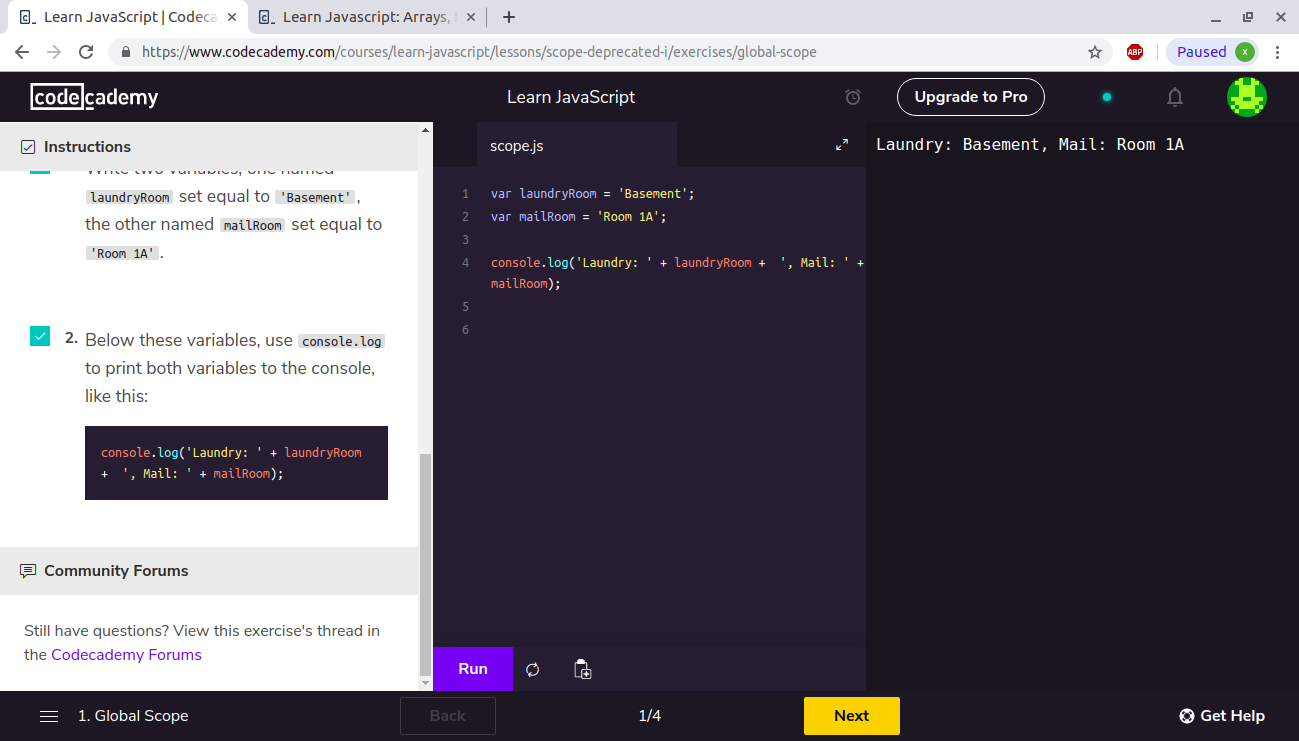 Learn JavaScript | Codeca
Learn Javascript: Arrays,
https://www.codecademy.com/courses/learn-javascript/lessons/scope-deprecated-i/exercises/global-scope
ABP
Paused
x
codecademy
Learn JavaScript
Upgrade to Pro
Instructions
Write two variables, one named
laundryRoom set equal to 'Basement',
the other named mailRoom set equal to
'Room 1A'.
2. Below these variables, use console.log
to print both variables to the console,
like this:
console.log('Laundry: ' + laundryRoom
+  ', Mail: ' + mailRoom);
Community Forums
Still have questions? View this exercise's thread in
the Codecademy Forums
scope.js
1 var laundryRoom = 'Basement';
2 var mailRoom = 'Room 1A';
3
4 console.log('Laundry: ' + laundryRoom +  ', Mail: ' +
mailRoom);
5
6
Run
Laundry: Basement, Mail: Room 1A
1. Global Scope
Back
1/4
Next
Get Help